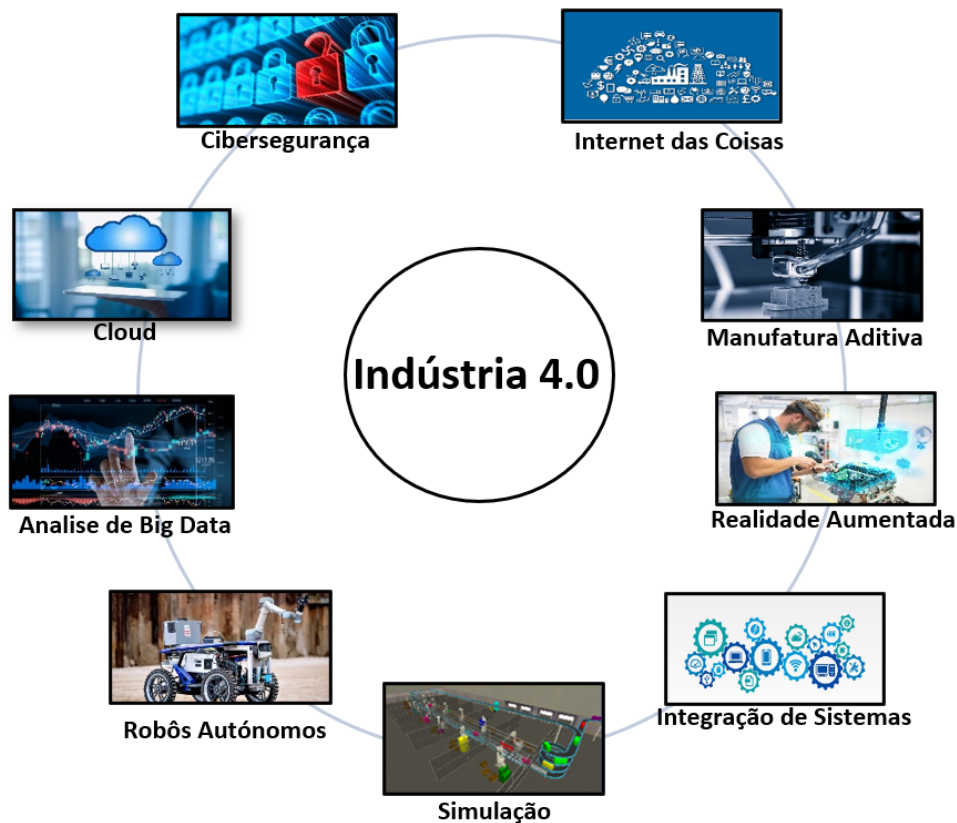 Cibersegurança
Internet das Coisas
Cloud
Manufatura Aditiva
Indústria 4.0
Analise de Big Data
Realidade Aumentada
Robôs Autónomos
Integração de Sistemas
Simulação